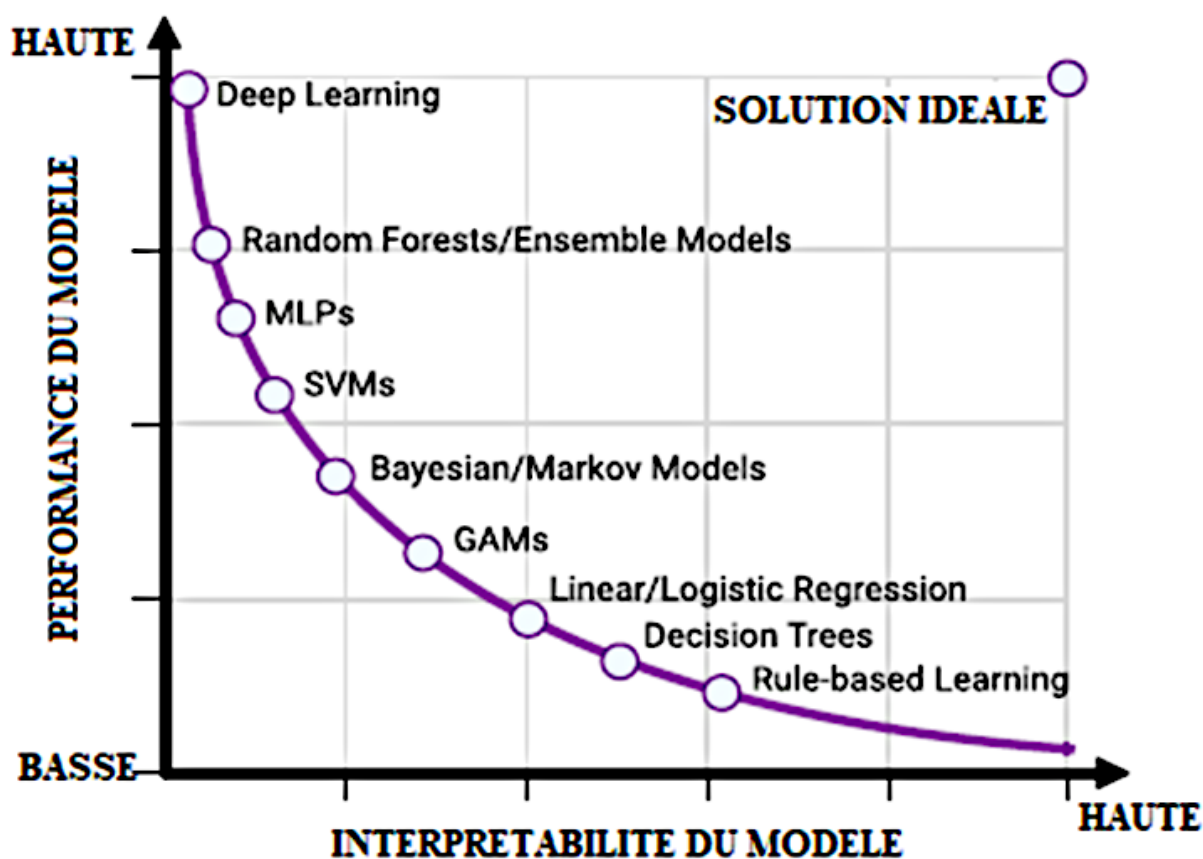 HAUTE
Deep Learning
SOLUTION IDEALE
PERFORMANCE DU MODELE
Random Forests/Ensemble Models
MLPs
SVMs
Bayesian/Markov Models
GAMs
Linear/Logistic Regression
Decision Trees
Rule-based Learning
BASSE
HAUTE
INTERPRETABILITE DU MODELE